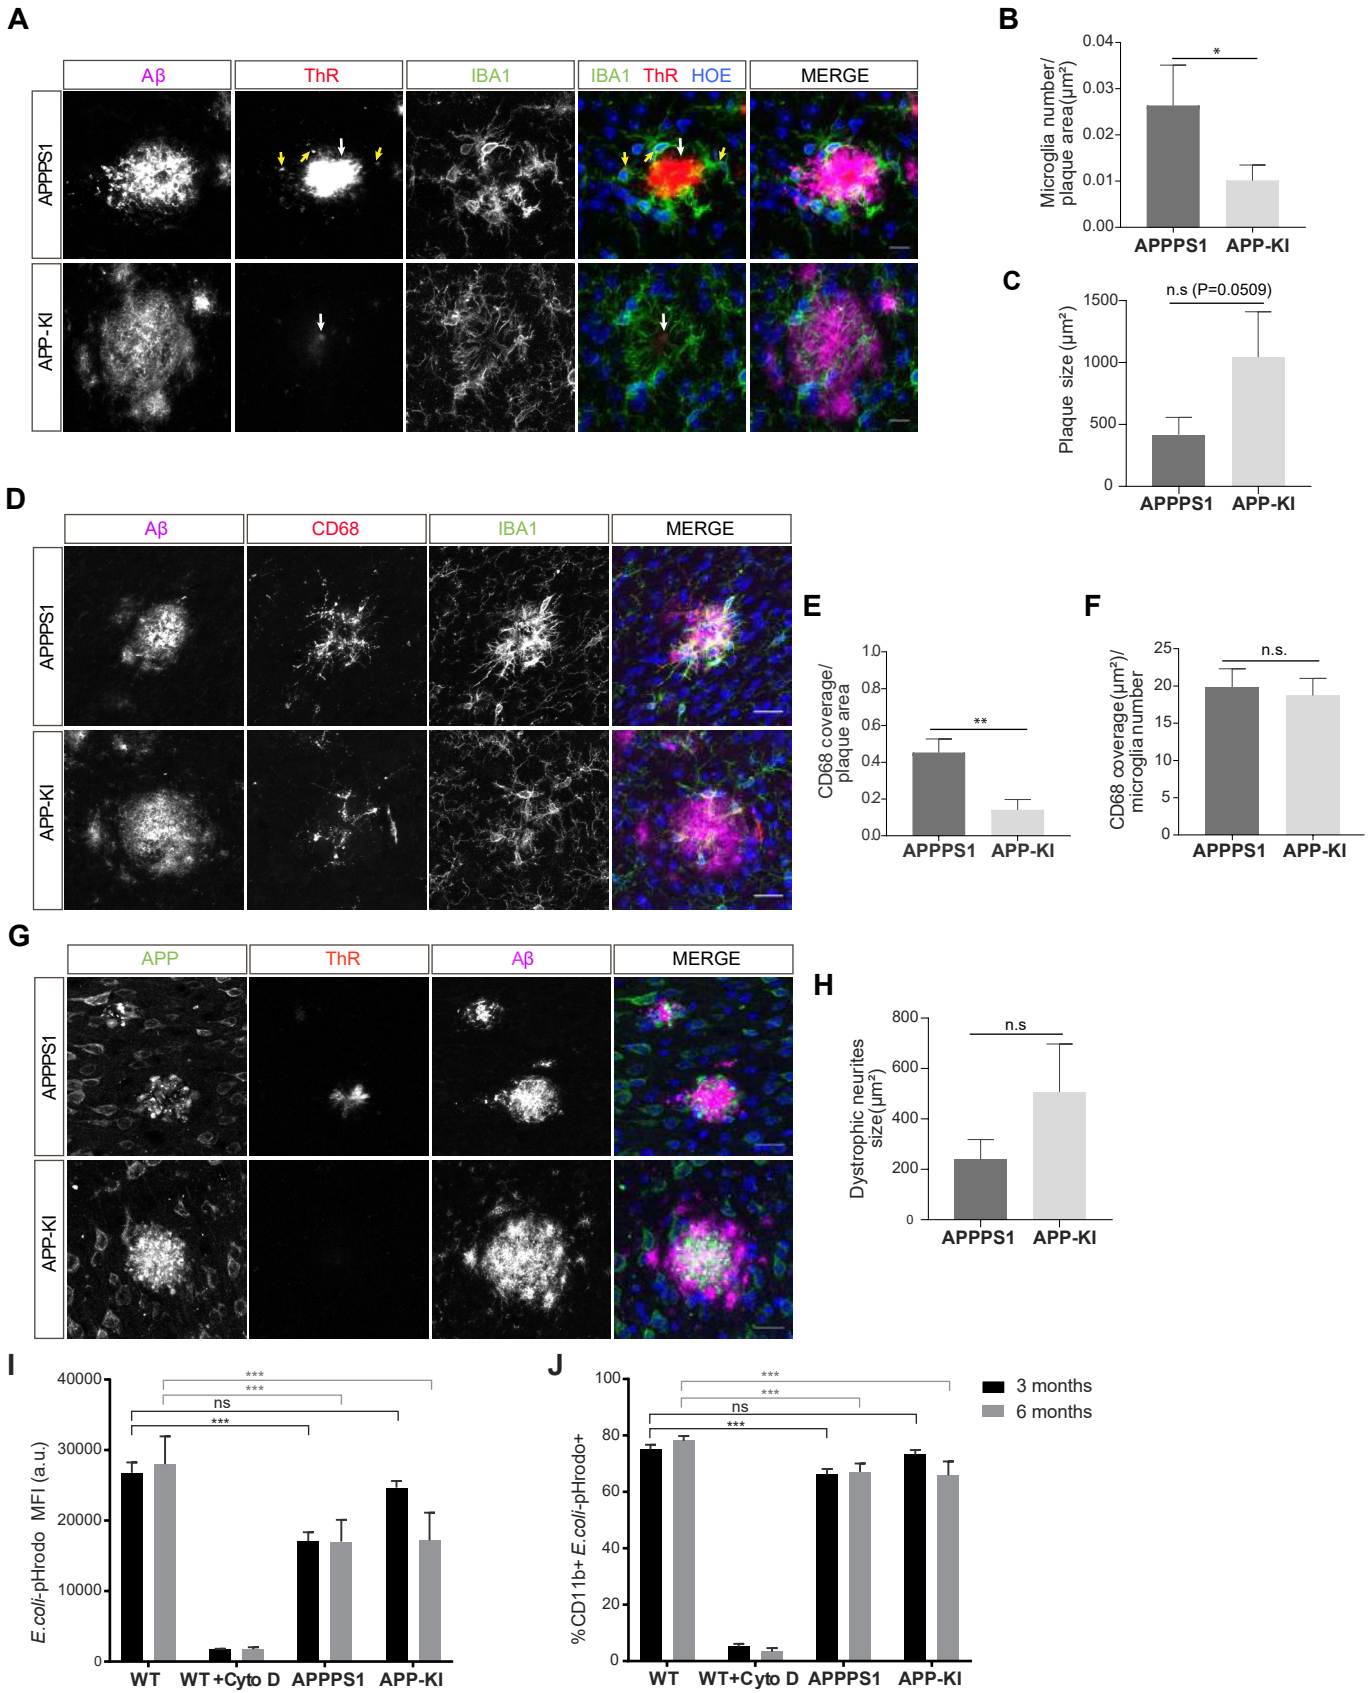 A
Aβ ThR IBA1 IBA1 ThR HOE MERGE
APPPS1
APP-KI
B
Microglia number/
plaque area(µm²)
0.04
0.03
0.02
0.01
0.00
*
APPPS1 APP-KI
C
Plaque size (µm²)
1500
1000
500
0
n.s (P=0.0509)
APPPS1 APP-KI
D
Aβ CD68 IBA1 MERGE
APPPS1
APP-KI
E
CD68 coverage/
plaque area
1.0
0.8
0.6
0.4
0.2
0.0
**
APPPS1 APP-KI
F
CD68 coverage(µm²)/
microglia number
25
20
15
10
5
0
n.s.
APPPS1 APP-KI
G
APP ThR Aβ MERGE
APPPS1
APP-KI
H
Dystrophic neurites
size(µm²)
800
600
400
200
0
n.s
APPPS1 APP-KI
I
E.coli-pHrodo MFI (a.u.)
40000
30000
20000
10000
0
***
***
ns
***
WT WT+Cyto D APPPS1 APP-KI
J
%CD11b+ E.coli-pHrodo+
100
80
60
40
20
0
***
***
ns
***
WT WT+Cyto D APPPS1 APP-KI
3 months
6 months